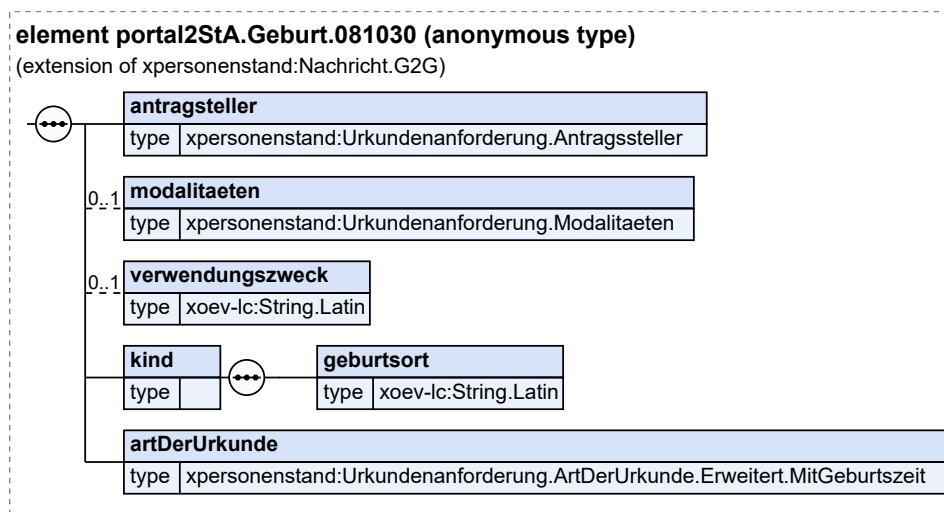 element portal2StA.Geburt.081030 (anonymous type)
(extension of xpersonenstand:Nachricht.G2G)
antragsteller
type xpersonenstand:Urkundenanforderung.Antragssteller
0..1
modalitaeten
type xpersonenstand:Urkundenanforderung.Modalitaeten
0..1
verwendungszweck
type xoev-lc:String.Latin
kind
type
geburtsort
type xoev-lc:String.Latin
artDerUrkunde
type xpersonenstand:Urkundenanforderung.ArtDerUrkunde.Erweitert.MitGeburtszeit